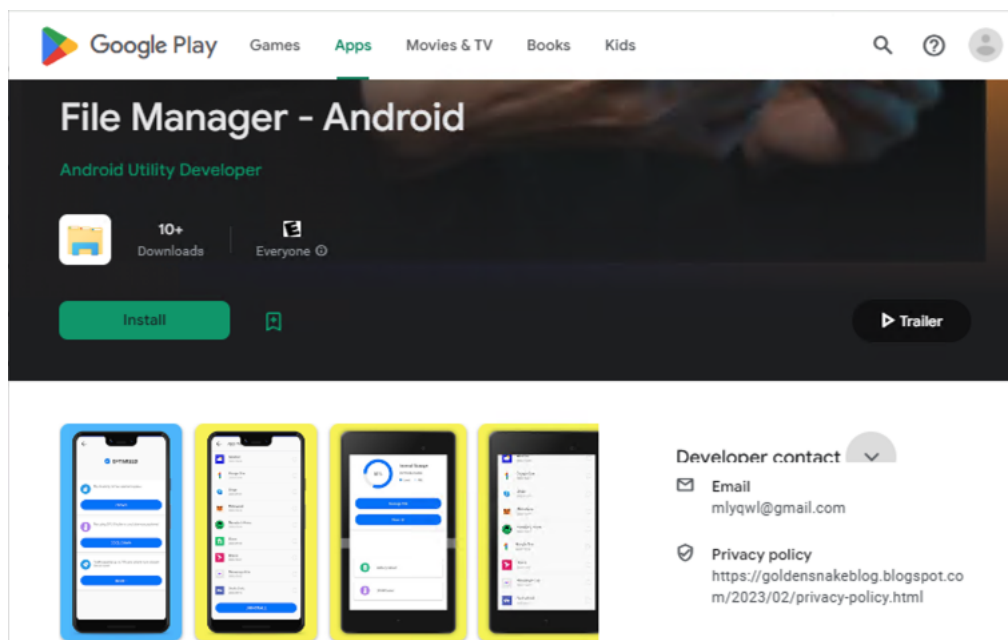 Google Play Games Apps Movies & TV Books Kids
File Manager - Android
Android Utility Developer
10+
Downloads
E
Everyone
Install
Trailer
Developer contact
Email
mlyqwl@gmail.com
Privacy policy
https://goldensnakeblog.blogspot.co
m/2023/02/privacy-policy.html